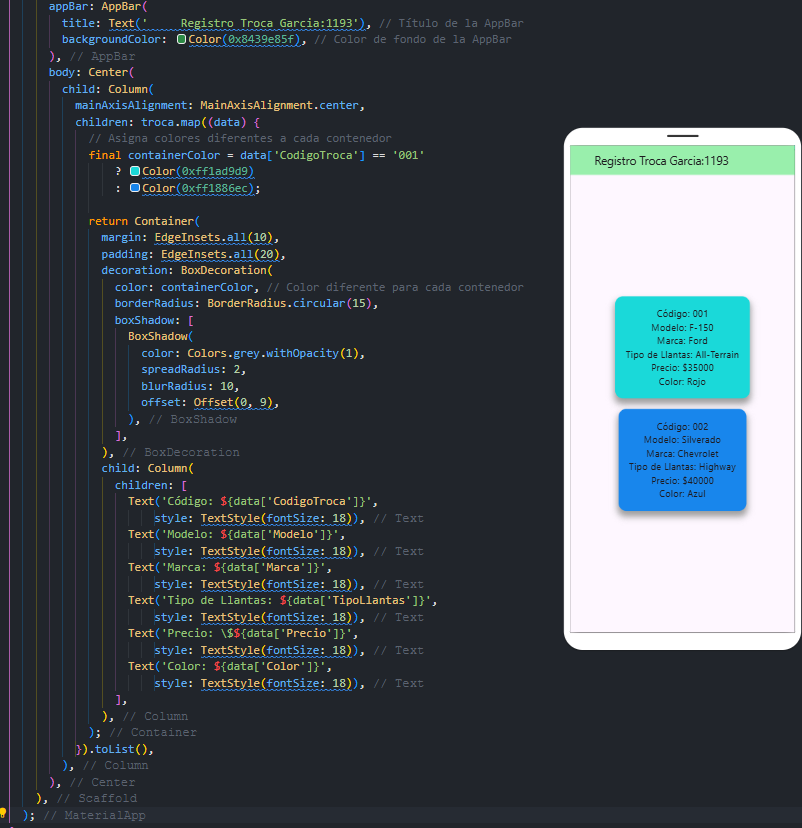 appBar: AppBar(
title: Text('     Registro Troca Garcia:1193'), // Título de la AppBar
backgroundColor: Color(0x8439e85f), // Color de fondo de la AppBar
), // AppBar
body: Center(
child: Column(
mainAxisAlignment: MainAxisAlignment.center,
children: troca.map((data) {
// Asigna colores diferentes a cada contenedor
final containerColor = data['CodigoTroca'] == '001'
? Color(0xff1ad9d9)
: Color(0xff1886ec);
return Container(
margin: EdgeInsets.all(10),
padding: EdgeInsets.all(20),
decoration: BoxDecoration(
color: containerColor, // Color diferente para cada contenedor
borderRadius: BorderRadius.circular(15),
boxShadow: [
BoxShadow(
color: Colors.grey.withOpacity(1),
spreadRadius: 2,
blurRadius: 10,
offset: Offset(0, 9),
), // BoxShadow
],
), // BoxDecoration
child: Column(
children: [
Text('Código: ${data['CodigoTroca']}',
style: TextStyle(fontSize: 18)), // Text
Text('Modelo: ${data['Modelo']}',
style: TextStyle(fontSize: 18)), // Text
Text('Marca: ${data['Marca']}',
style: TextStyle(fontSize: 18)), // Text
Text('Tipo de Llantas: ${data['TipoLlantas']}',
style: TextStyle(fontSize: 18)), // Text
Text('Precio: \$${data['Precio']}',
style: TextStyle(fontSize: 18)), // Text
Text('Color: ${data['Color']}',
style: TextStyle(fontSize: 18)), // Text
],
), // Column
); // Container
}).toList(),
), // Column
), // Center
), // Scaffold
); // MaterialApp
Registro Troca Garcia:1193
Código: 001
Modelo: F-150
Marca: Ford
Tipo de Llantas: All-Terrain
Precio: $35000
Color: Rojo
Código: 002
Modelo: Silverado
Marca: Chevrolet
Tipo de Llantas: Highway
Precio: $40000
Color: Azul